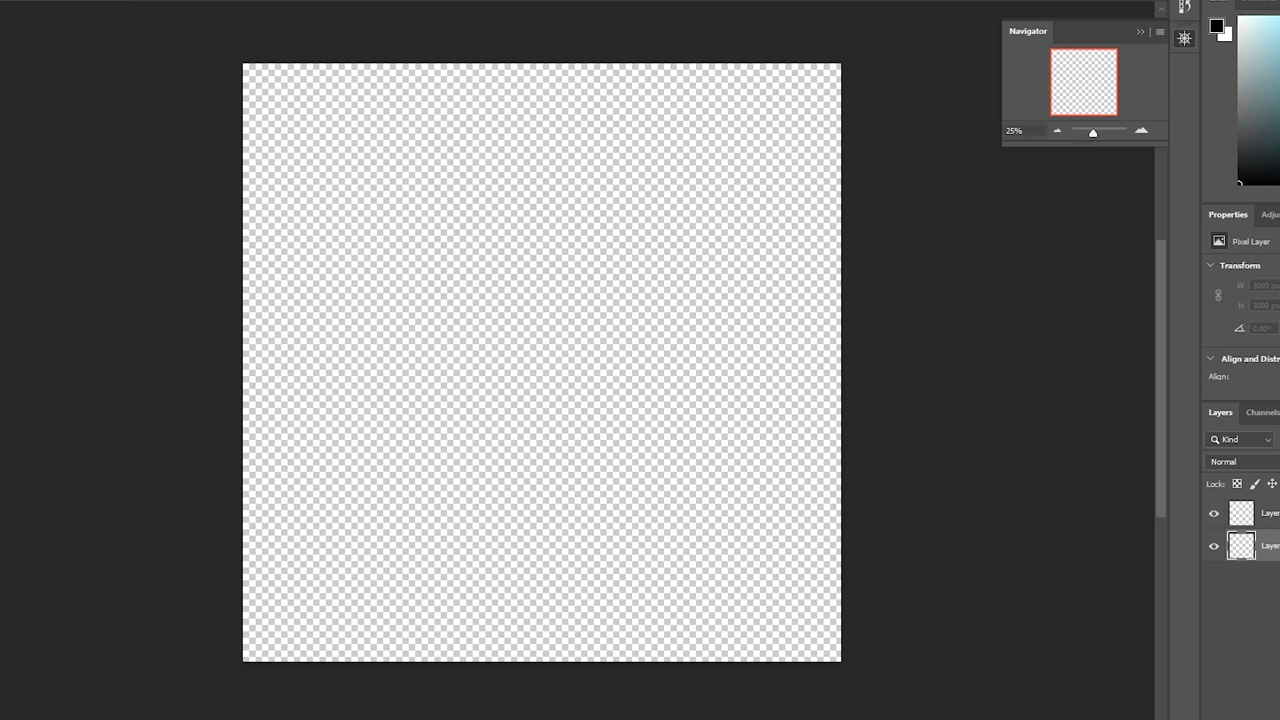 Navigator
25%
Properties
Adju
Pixel Layer
Transform
W 3000 px
H 3000 px
0.00°
Align and Distr
Align:
Layers
Channels
Kind
Normal
Lock:
Layer
Layer